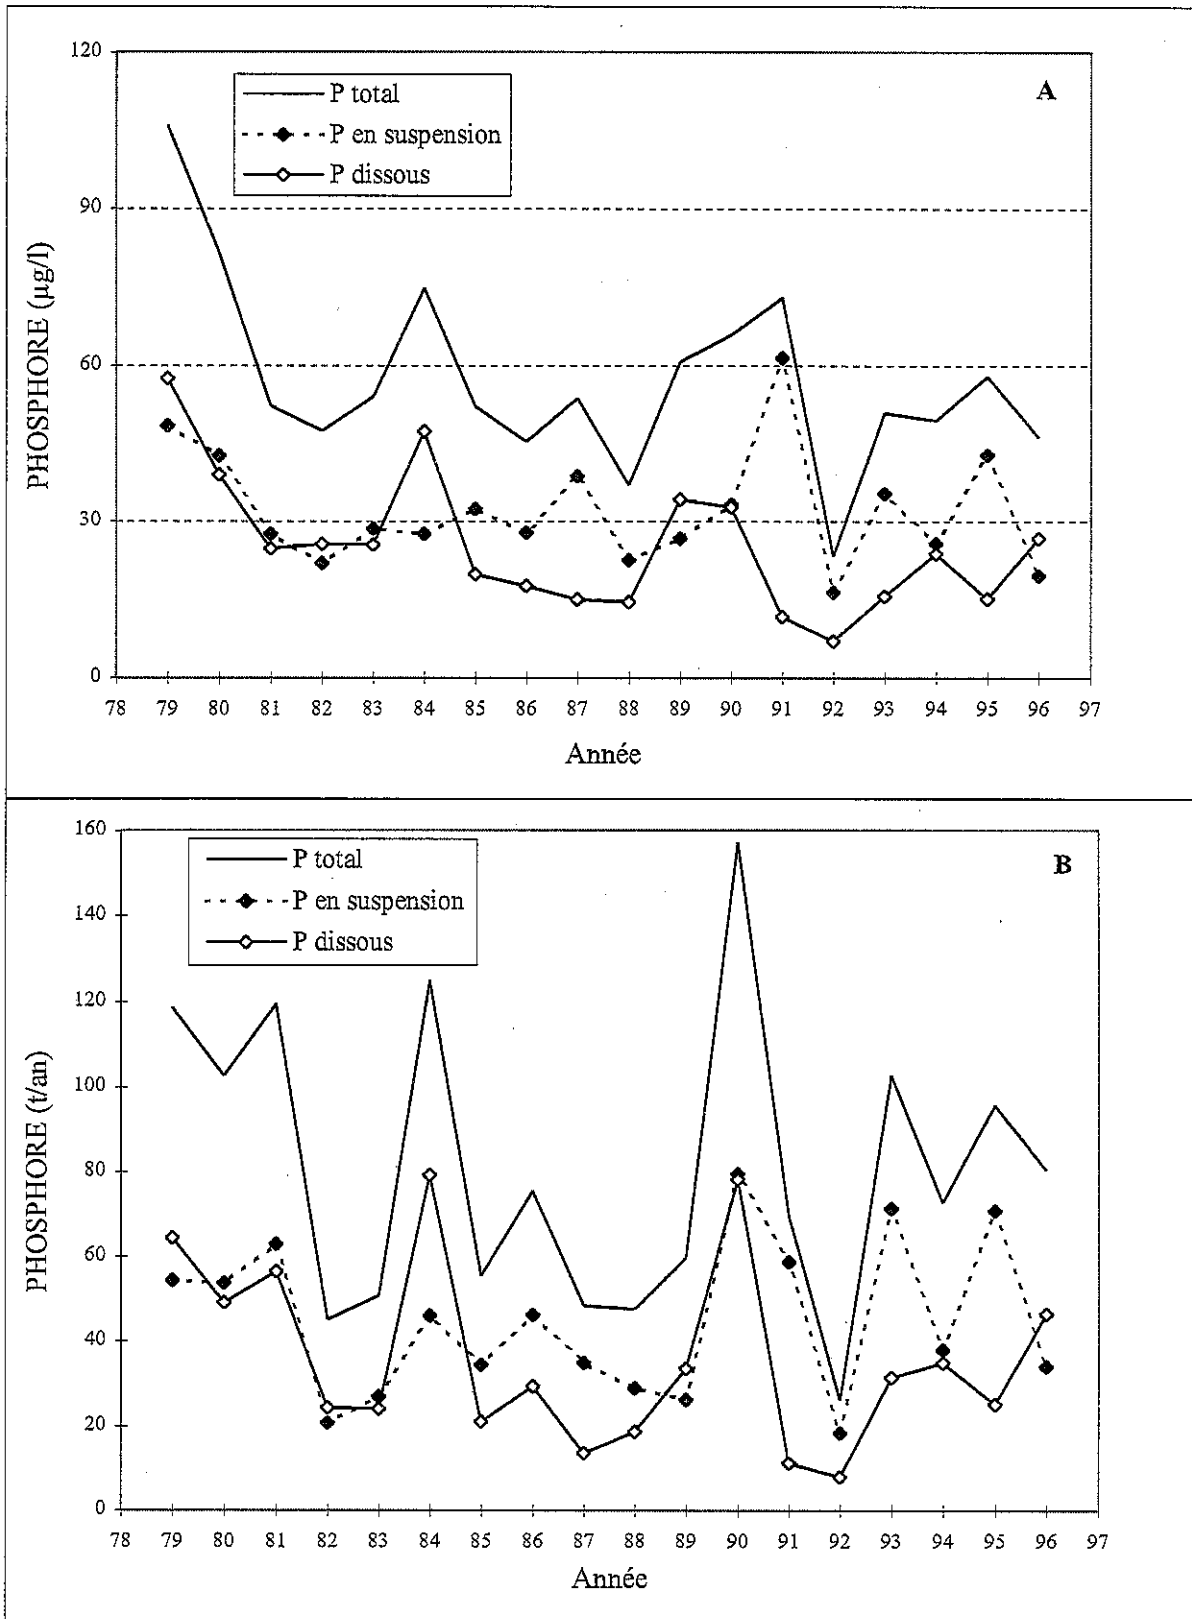 120
90
60
30
0
PHOSPHORE (µg/l)
P total
P en suspension
P dissous
A
78 79 80 81 82 83 84 85 86 87 88 89 90 91 92 93 94 95 96 97
Année
160
140
120
100
80
60
40
20
0
PHOSPHORE (t/an)
P total
P en suspension
P dissous
B
78 79 80 81 82 83 84 85 86 87 88 89 90 91 92 93 94 95 96 97
Année